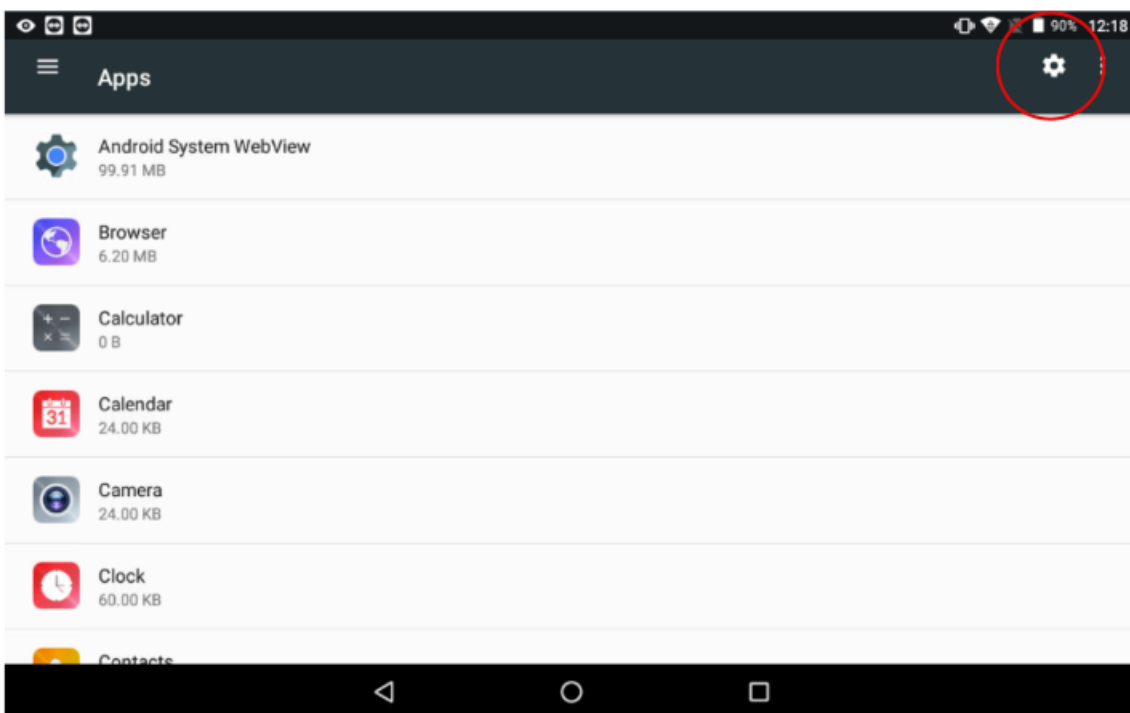 90% 12:18
Apps
Android System WebView
99.91 MB
Browser
6.20 MB
Calculator
0 B
31
Calendar
24.00 KB
Camera
24.00 KB
Clock
60.00 KB
Contacts